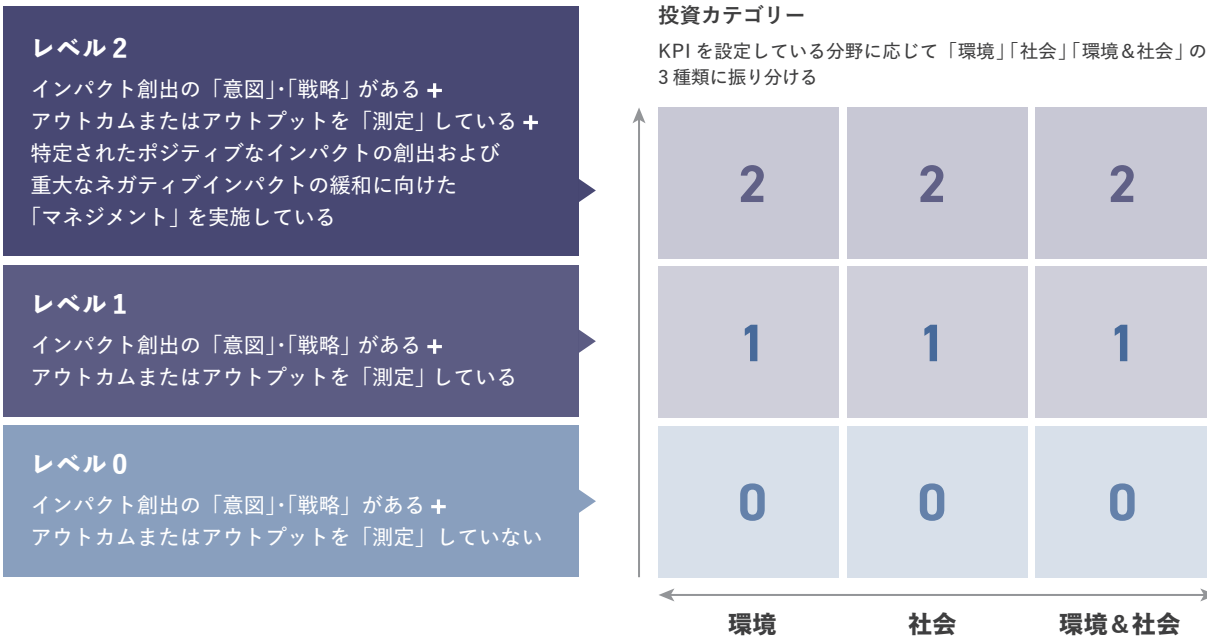 レベル2
インパクト創出の「意図」・「戦略」がある +
アウトカムまたはアウトプットを「測定」している +
特定されたポジティブなインパクトの創出および
重大なネガティブインパクトの緩和に向けた
「マネジメント」を実施している
レベル1
インパクト創出の「意図」・「戦略」がある +
アウトカムまたはアウトプットを「測定」している
レベル0
インパクト創出の「意図」・「戦略」がある +
アウトカムまたはアウトプットを「測定」していない
投資カテゴリー
KPIを設定している分野に応じて「環境」「社会」「環境&社会」の
3種類に振り分ける
2 2 2
1 1 1
0 0 0
環境 社会 環境&社会